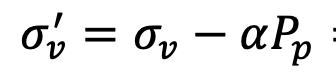 σ′ᵥ = σᵥ − αPₚ =